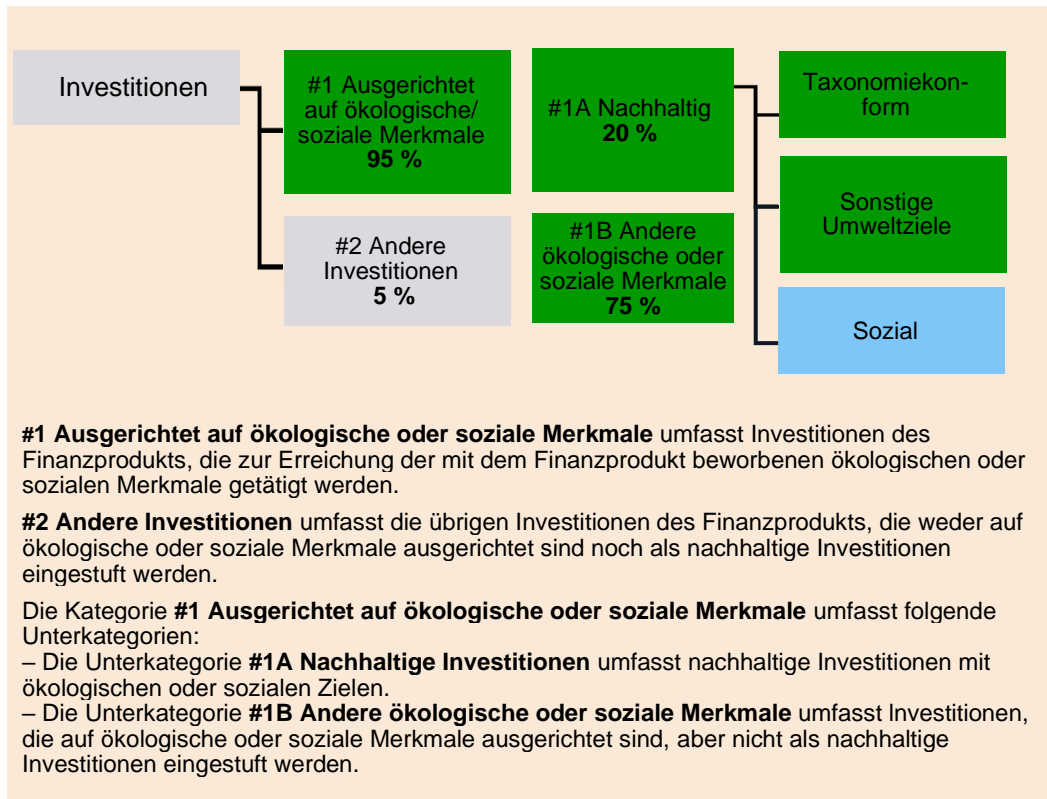 Investitionen
#1 Ausgerichtet
auf ökologische/
soziale Merkmale
95 %
#2 Andere
Investitionen
5 %
#1A Nachhaltig
20 %
#1B Andere
ökologische oder
soziale Merkmale
75 %
Taxonomiekon-
form
Sonstige
Umweltziele
Sozial
#1 Ausgerichtet auf ökologische oder soziale Merkmale umfasst Investitionen des
Finanzprodukts, die zur Erreichung der mit dem Finanzprodukt beworbenen ökologischen oder
sozialen Merkmale getätigt werden.
#2 Andere Investitionen umfasst die übrigen Investitionen des Finanzprodukts, die weder auf
ökologische oder soziale Merkmale ausgerichtet sind noch als nachhaltige Investitionen
eingestuft werden.
Die Kategorie #1 Ausgerichtet auf ökologische oder soziale Merkmale umfasst folgende
Unterkategorien:
– Die Unterkategorie #1A Nachhaltige Investitionen umfasst nachhaltige Investitionen mit
ökologischen oder sozialen Zielen.
– Die Unterkategorie #1B Andere ökologische oder soziale Merkmale umfasst Investitionen,
die auf ökologische oder soziale Merkmale ausgerichtet sind, aber nicht als nachhaltige
Investitionen eingestuft werden.